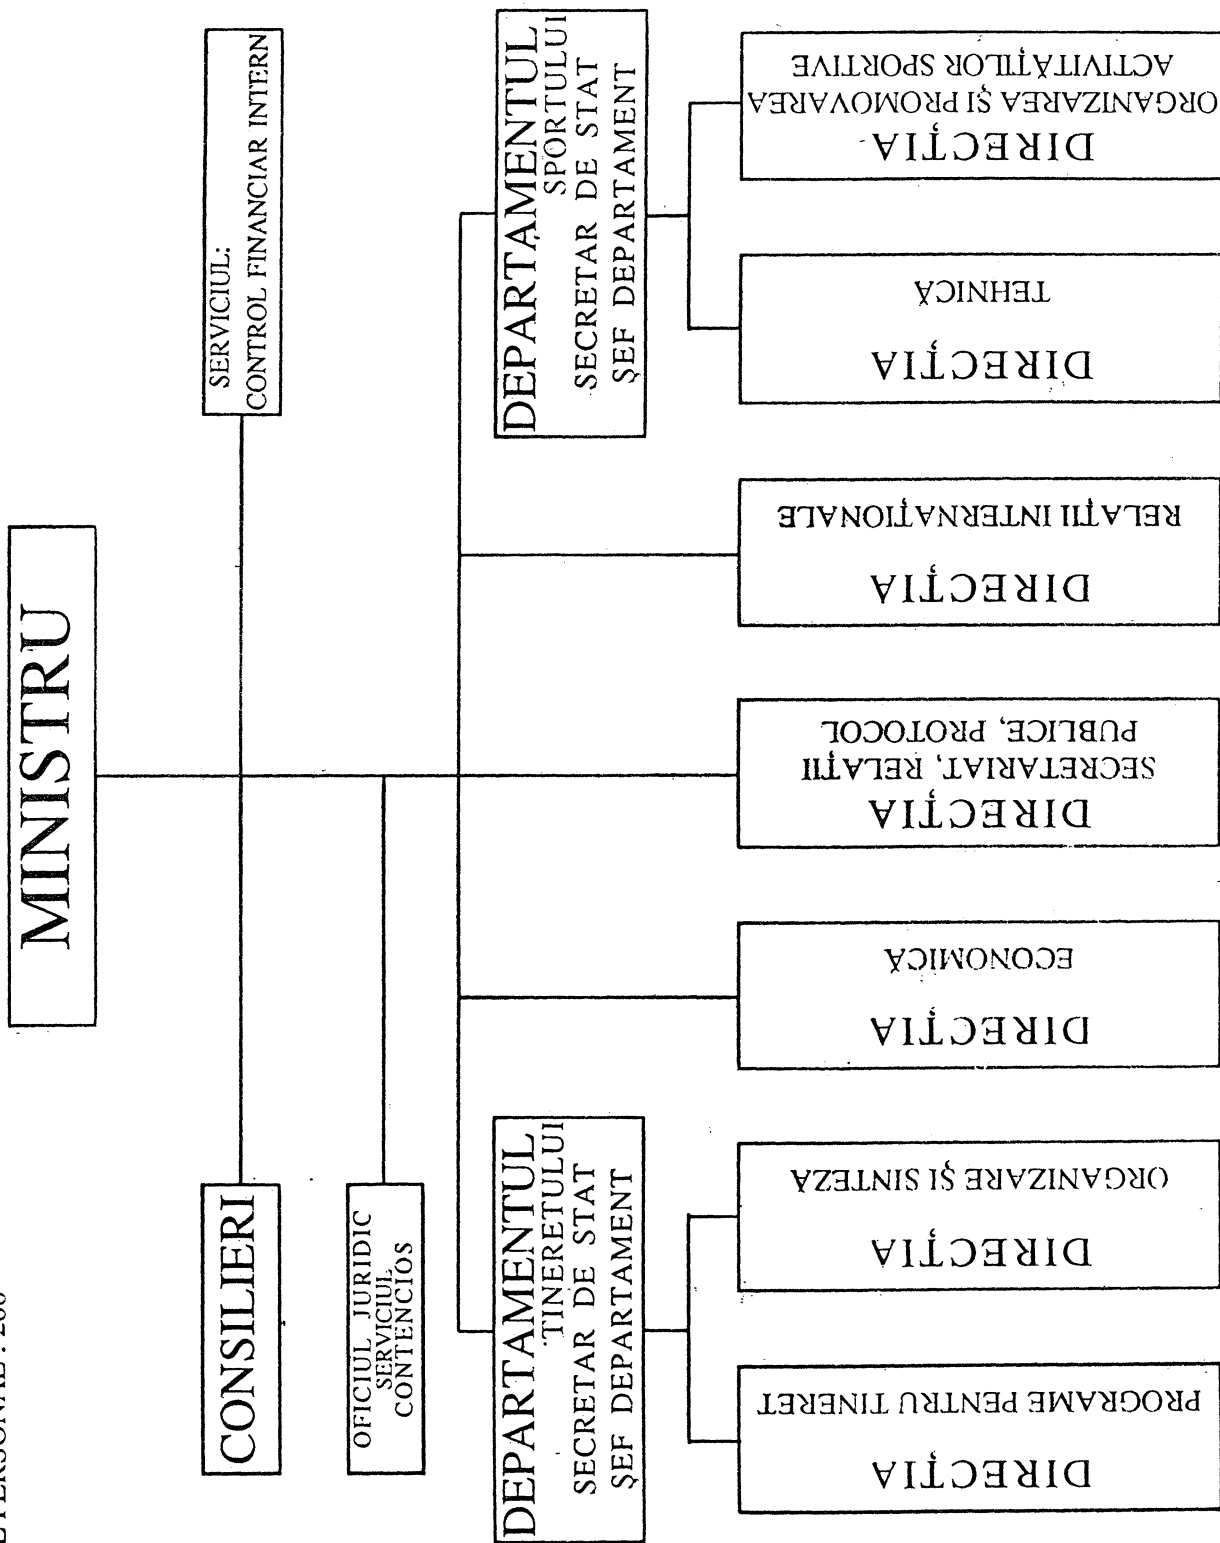 MINISTRU
CONSILIERI
SERVICIUL:
CONTROL FINANCIAR INTERN
OFICIUL JURIDIC
SERVICIUL
CONTENCIOS
DEPARTAMENTUL
TINERETULUI
SECRETAR DE STAT
ŞEF DEPARTAMENT
DEPARTAMENTUL
SPORTULUI
SECRETAR DE STAT
ŞEF DEPARTAMENT
DIRECŢIA
PROGRAME PENTRU TINERET
DIRECŢIA
ORGANIZARE ŞI SINTEZĂ
DIRECŢIA
ECONOMICĂ
DIRECŢIA
SECRETARIAT, RELAŢII
PUBLICE, PROTOCOL
DIRECŢIA
RELAŢII INTERNAŢIONALE
DIRECŢIA
TEHNICĂ
DIRECŢIA
ORGANIZAREA ŞI PROMOVAREA
ACTIVITĂŢILOR SPORTIVE